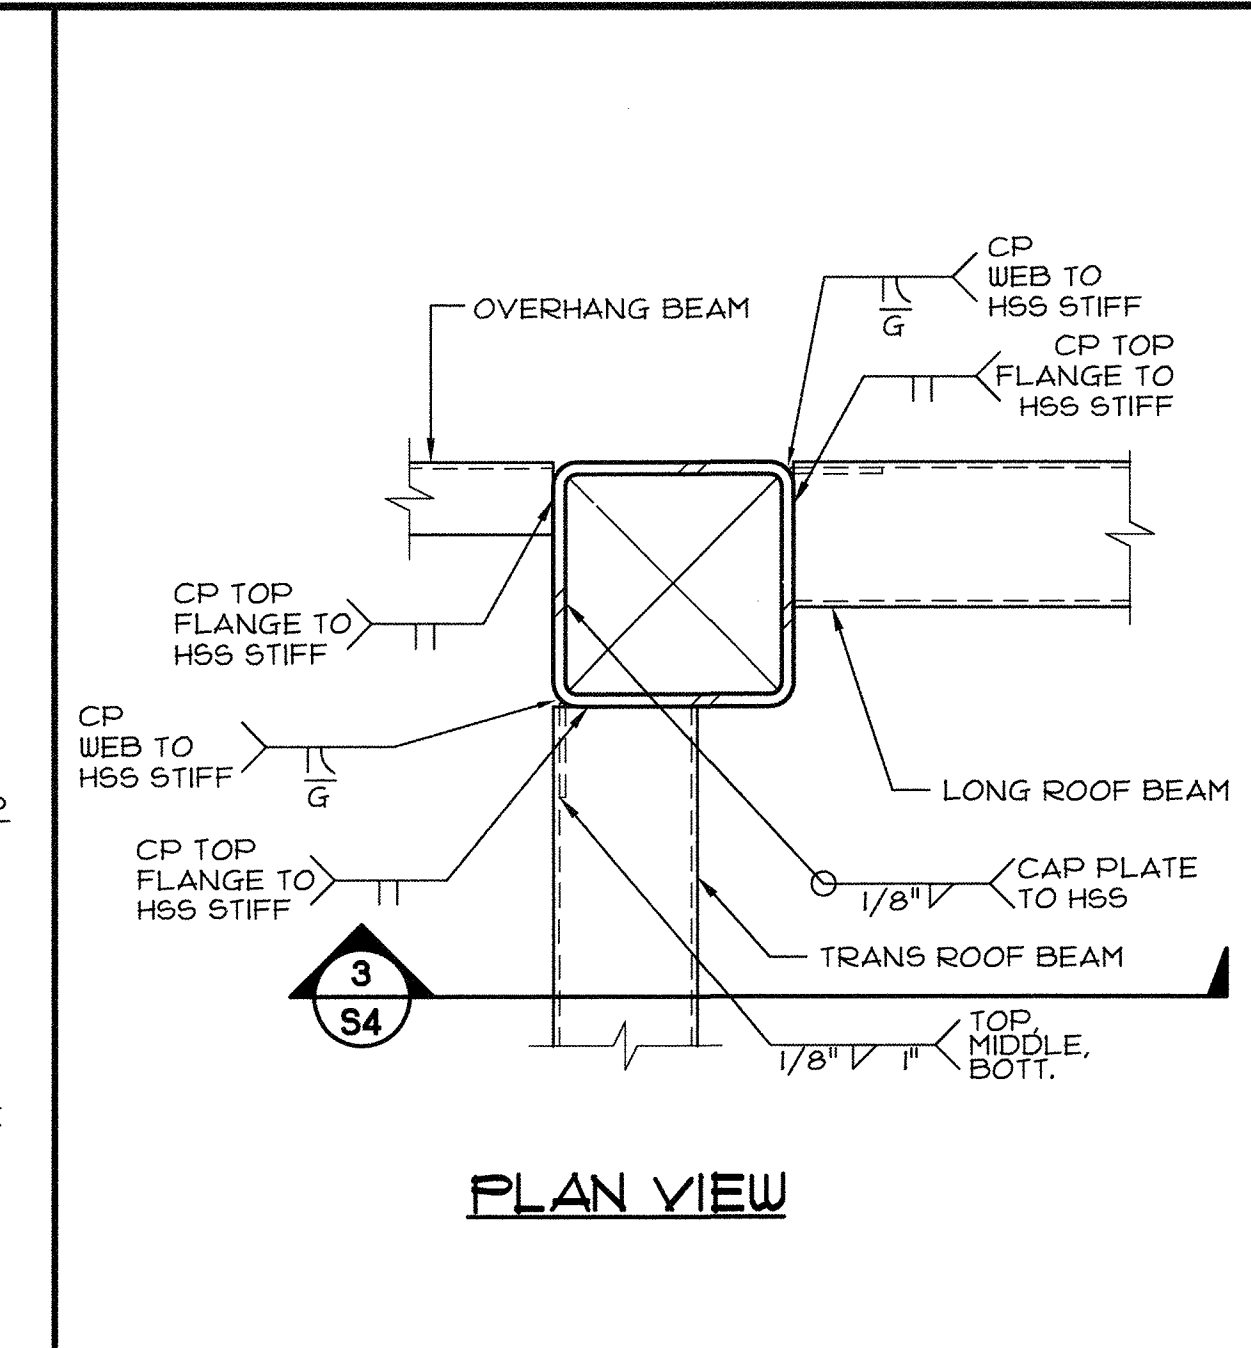 CP
WEB TO
HSS STIFF
G
OVERHANG BEAM
CP TOP
FLANGE TO
HSS STIFF
CP TOP
FLANGE TO
HSS STIFF
CP
WEB TO
HSS STIFF
G
LONG ROOF BEAM
CP TOP
FLANGE TO
HSS STIFF
CAP PLATE
TO HSS
1/8"
TRANS ROOF BEAM
3
S4
TOP,
MIDDLE,
BOTT.
1/8" 1"
PLAN VIEW